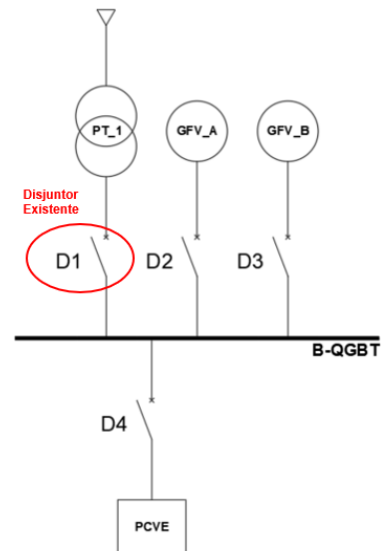 PT_1
GFV_A
GFV_B
Disjuntor
Existente
D1
D2
D3
B-QGBT
D4
PCVE